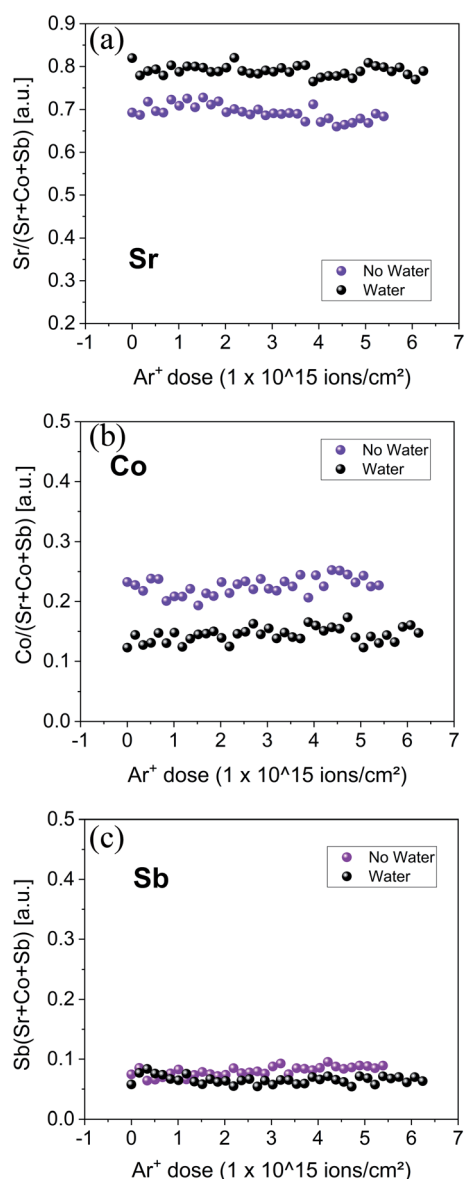 (a)
Sr/(Sr+Co+Sb) [a.u.]
0.9
0.8
0.7
0.6
0.5
0.4
0.3
0.2
Sr
No Water
Water
-1 0 1 2 3 4 5 6 7
Ar⁺ dose (1 x 10^15 ions/cm²)
(b)
Co/(Sr+Co+Sb) [a.u.]
0.5
0.4
0.3
0.2
0.1
0.0
Co
No Water
Water
-1 0 1 2 3 4 5 6 7
Ar⁺ dose (1 x 10^15 ions/cm²)
(c)
Sb(Sr+Co+Sb) [a.u.]
0.5
0.4
0.3
0.2
0.1
0.0
Sb
No Water
Water
-1 0 1 2 3 4 5 6 7
Ar⁺ dose (1 x 10^15 ions/cm²)